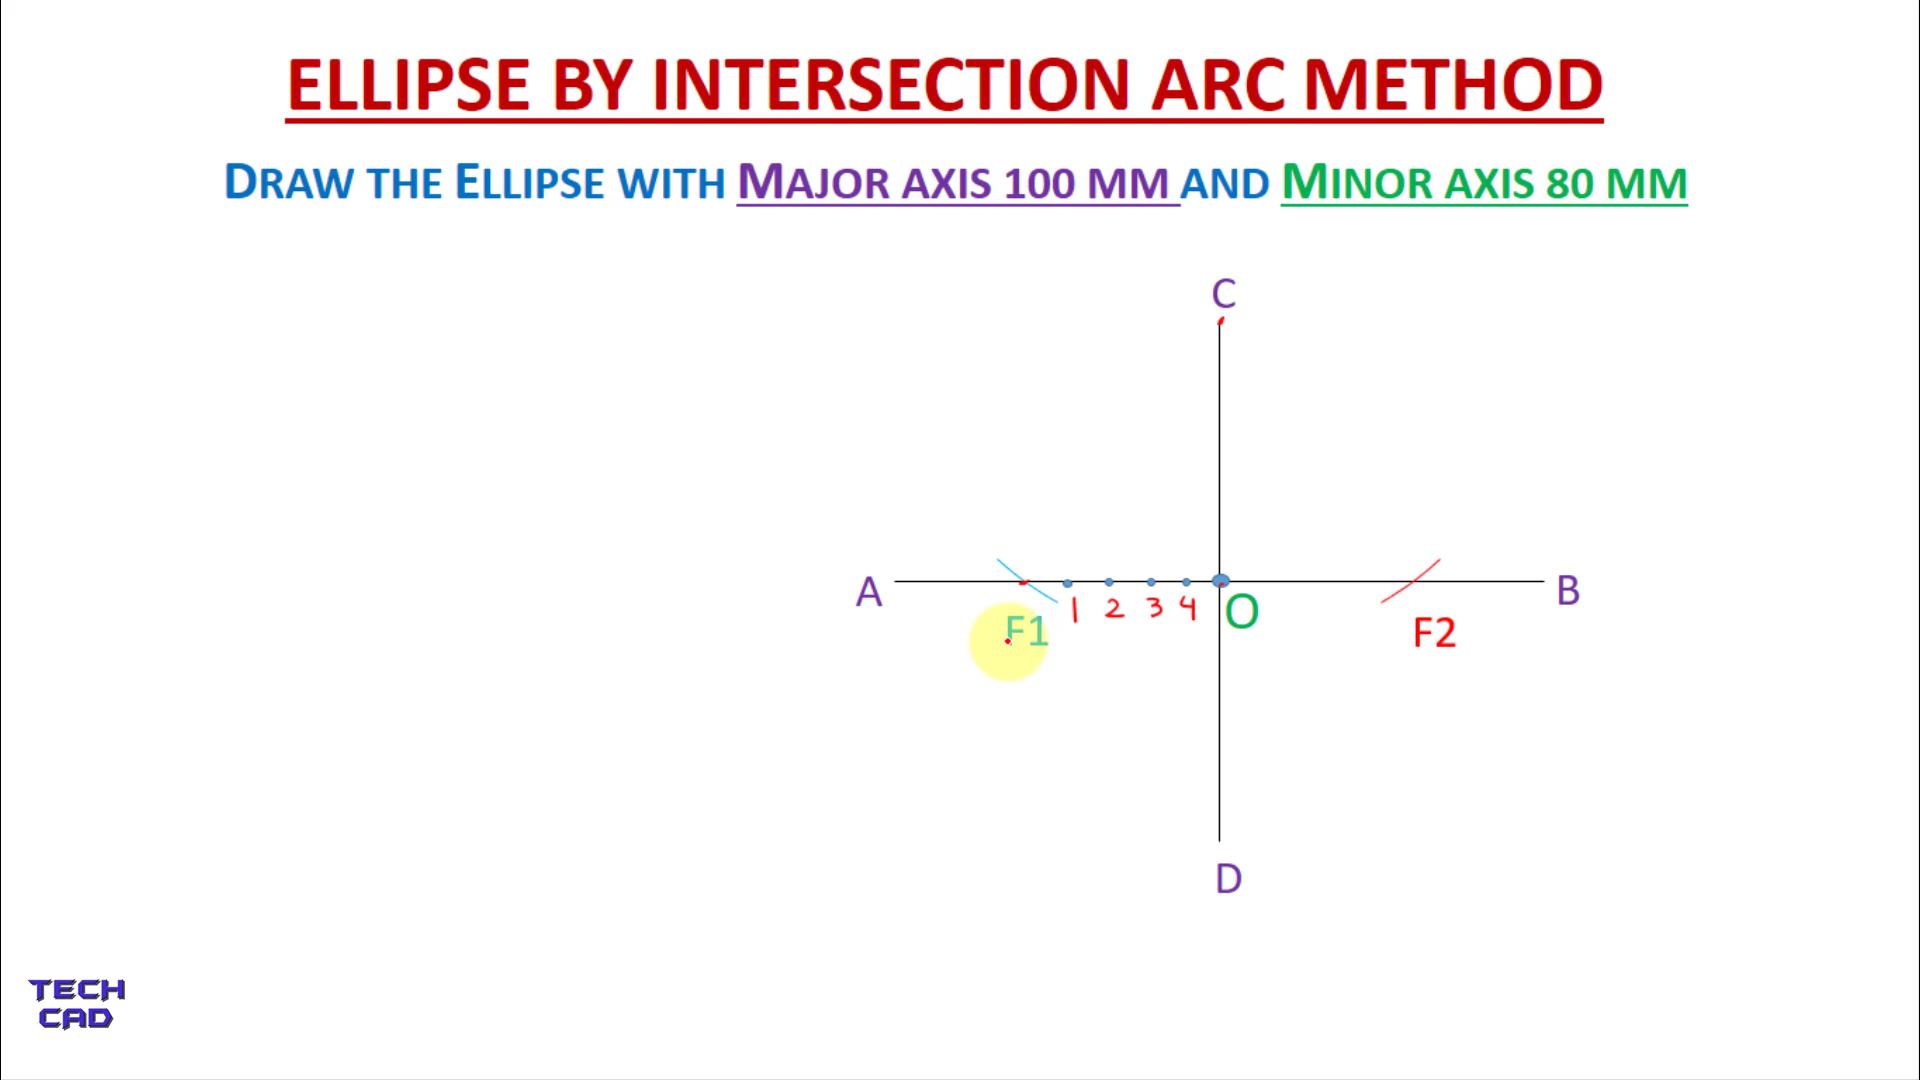 ELLIPSE BY INTERSECTION ARC METHOD
DRAW THE ELLIPSE WITH MAJOR AXIS 100 MM AND MINOR AXIS 80 MM
C
A
B
1 2 3 4 O
F1
F2
D
TECH
CAD